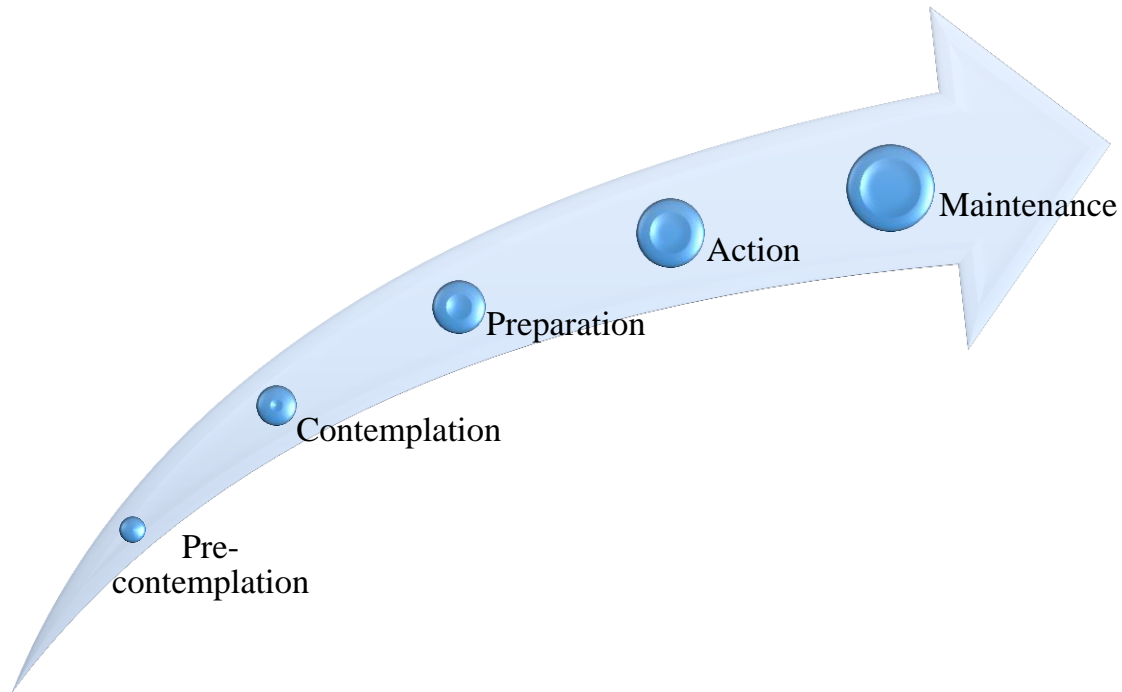 Pre-
contemplation
Contemplation
Preparation
Action
Maintenance